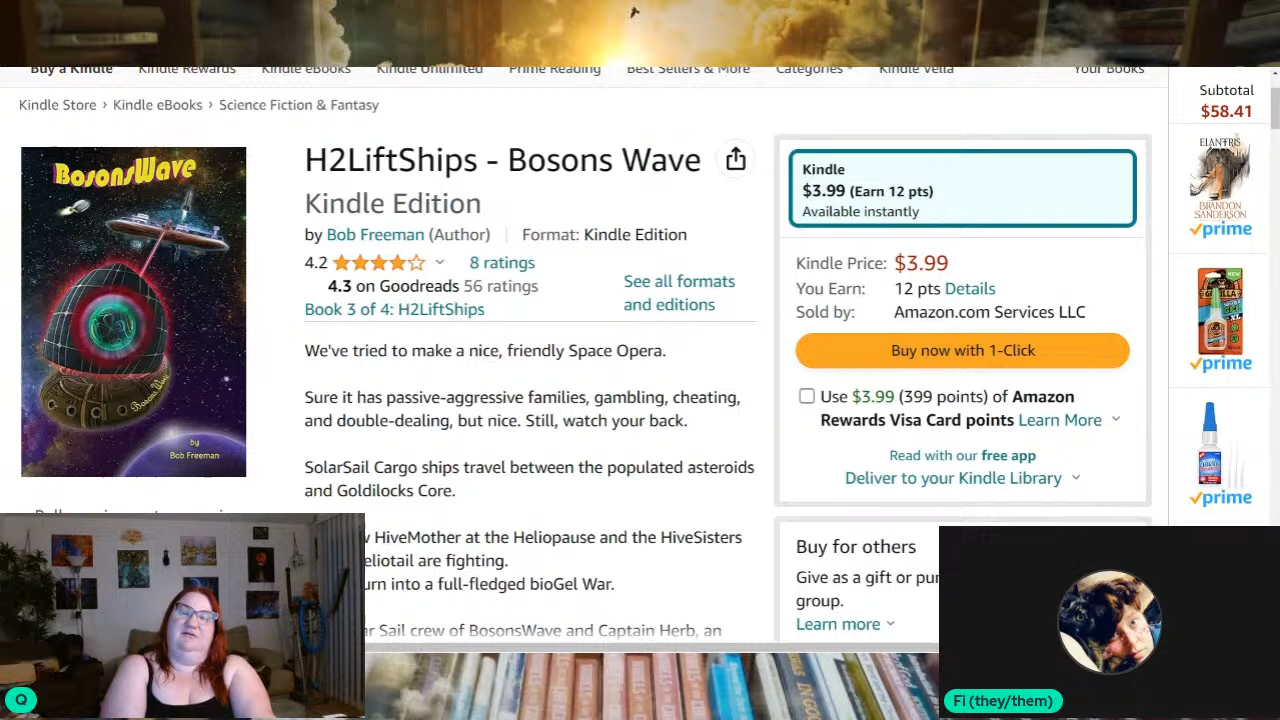 Buy a Kindle Kindle Rewards Kindle eBooks Kindle Unlimited Prime Reading Best Sellers & More Categories Kindle Vella Your Books
Kindle Store › Kindle eBooks › Science Fiction & Fantasy
Subtotal
$58.41
BosonsWave
Bosons Wave
by
Bob Freeman
H2LiftShips - Bosons Wave
Kindle Edition
by Bob Freeman (Author) Format: Kindle Edition
4.2 8 ratings
4.3 on Goodreads 56 ratings
See all formats
and editions
Book 3 of 4: H2LiftShips
We've tried to make a nice, friendly Space Opera.
Sure it has passive-aggressive families, gambling, cheating,
and double-dealing, but nice. Still, watch your back.
SolarSail Cargo ships travel between the populated asteroids
and Goldilocks Core.
HiveMother at the Heliopause and the HiveSisters
eliotail are fighting.
urn into a full-fledged bioGel War.
ar Sail crew of BosonsWave and Captain Herb, an
Kindle
$3.99 (Earn 12 pts)
Available instantly
Kindle Price: $3.99
You Earn: 12 pts Details
Sold by: Amazon.com Services LLC
Buy now with 1-Click
Use $3.99 (399 points) of Amazon
Rewards Visa Card points Learn More
Read with our free app
Deliver to your Kindle Library
Buy for others
Give as a gift or pur
group.
Learn more
ELANTRIS
BRANDON
SANDERSON
prime
NEW
GORILLA
XL
prime
prime
Q
Fi (they/them)